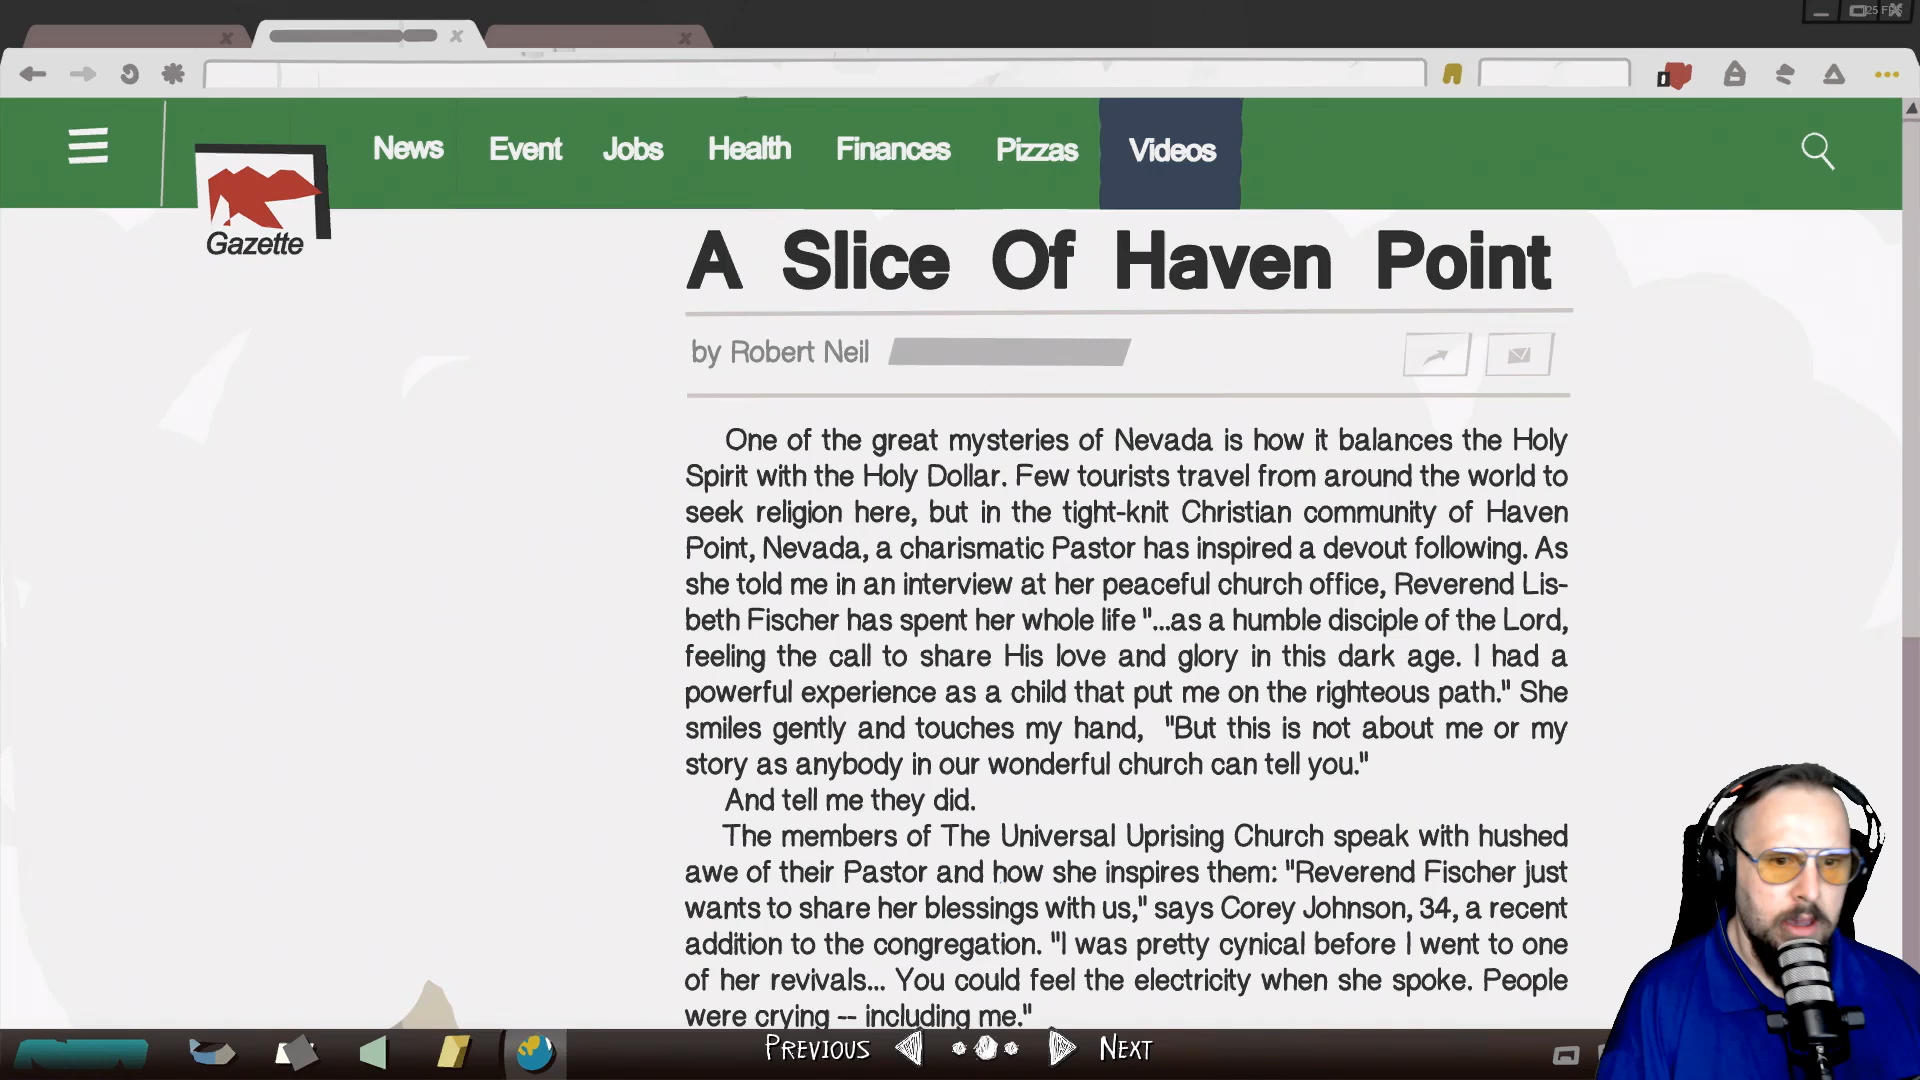 25 FPS
News Event Jobs Health Finances Pizzas Videos
Gazette
A Slice Of Haven Point
by Robert Neil
One of the great mysteries of Nevada is how it balances the Holy
Spirit with the Holy Dollar. Few tourists travel from around the world to
seek religion here, but in the tight-knit Christian community of Haven
Point, Nevada, a charismatic Pastor has inspired a devout following. As
she told me in an interview at her peaceful church office, Reverend Lis-
beth Fischer has spent her whole life "...as a humble disciple of the Lord,
feeling the call to share His love and glory in this dark age. I had a
powerful experience as a child that put me on the righteous path." She
smiles gently and touches my hand, "But this is not about me or my
story as anybody in our wonderful church can tell you."
And tell me they did.
The members of The Universal Uprising Church speak with hushed
awe of their Pastor and how she inspires them: "Reverend Fischer just
wants to share her blessings with us," says Corey Johnson, 34, a recent
addition to the congregation. "I was pretty cynical before I went to one
of her revivals... You could feel the electricity when she spoke. People
were crying -- including me."
PREVIOUS NEXT